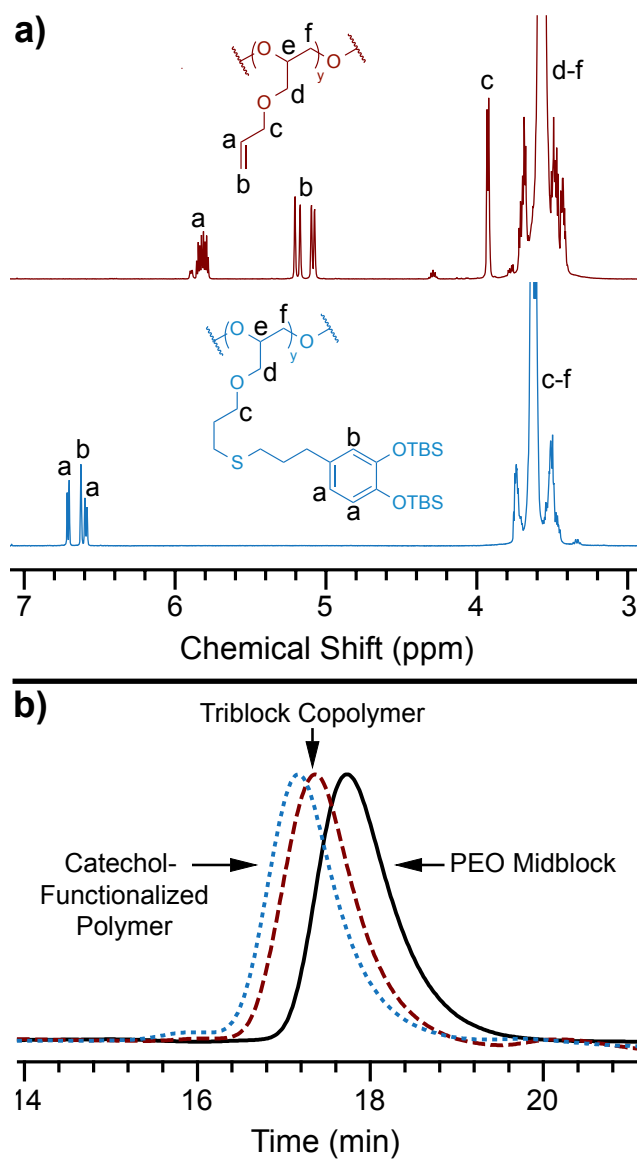 a)
O
e
f
O
y
d
O
a
c
b
a
b
c
d-f
O
e
f
O
y
d
O
c
S
b
OTBS
a
OTBS
a
a
b
a
c-f
7
6
5
4
3
Chemical Shift (ppm)
b)
Triblock Copolymer
Catechol-
Functionalized
Polymer
PEO Midblock
14
16
18
20
Time (min)